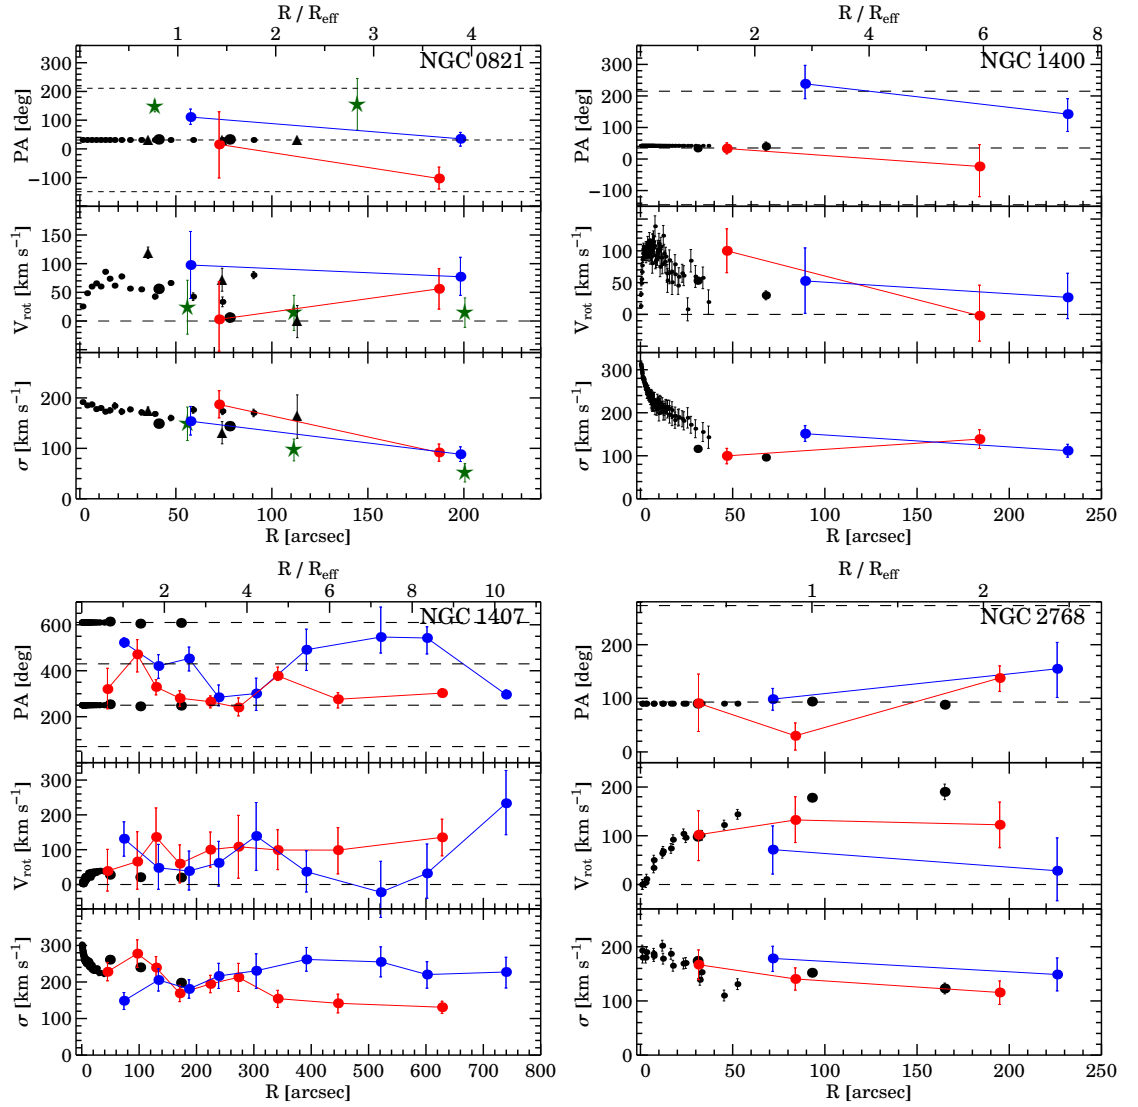 R / R_eff
1 2 3 4
NGC 0821
300
200
100
0
−100
PA [deg]
150
100
50
0
V_rot [km s⁻¹]
200
100
0
σ [km s⁻¹]
0 50 100 150 200
R [arcsec]
R / R_eff
2 4 6 8
NGC 1400
300
200
100
0
−100
PA [deg]
100
50
0
V_rot [km s⁻¹]
300
200
100
0
σ [km s⁻¹]
0 50 100 150 200 250
R [arcsec]
R / R_eff
2 4 6 8 10
NGC 1407
600
400
200
PA [deg]
300
200
100
0
V_rot [km s⁻¹]
300
200
100
0
σ [km s⁻¹]
0 100 200 300 400 500 600 700 800
R [arcsec]
R / R_eff
1 2
NGC 2768
200
100
0
PA [deg]
200
100
0
V_rot [km s⁻¹]
200
100
0
σ [km s⁻¹]
0 50 100 150 200 250
R [arcsec]